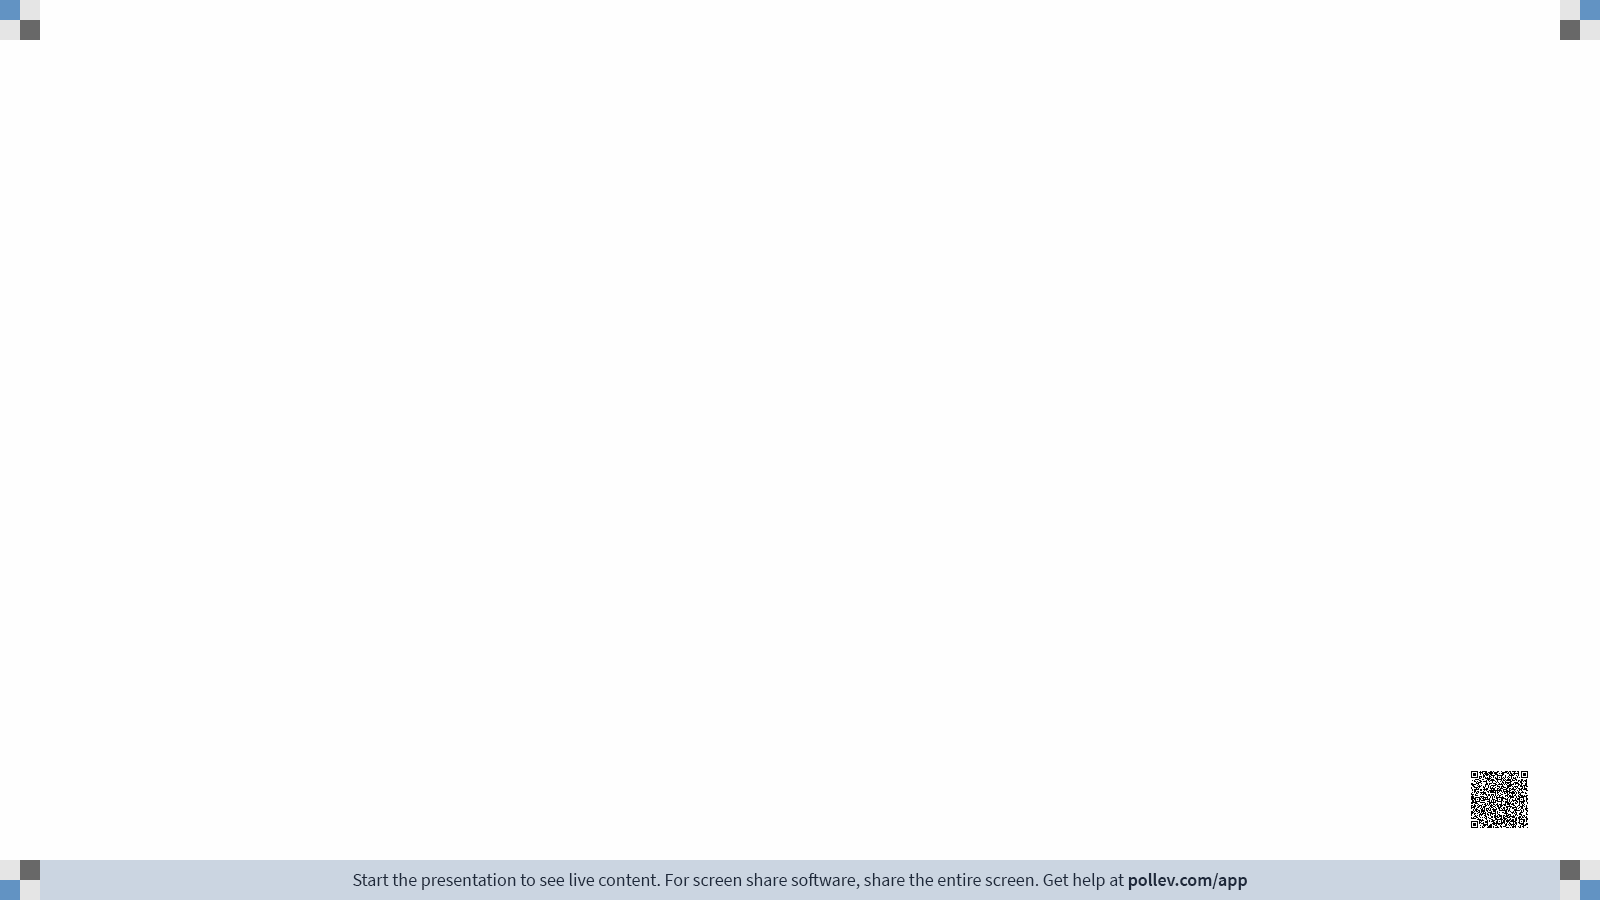 Start the presentation to see live content. For screen share software, share the entire screen. Get help at pollev.com/app